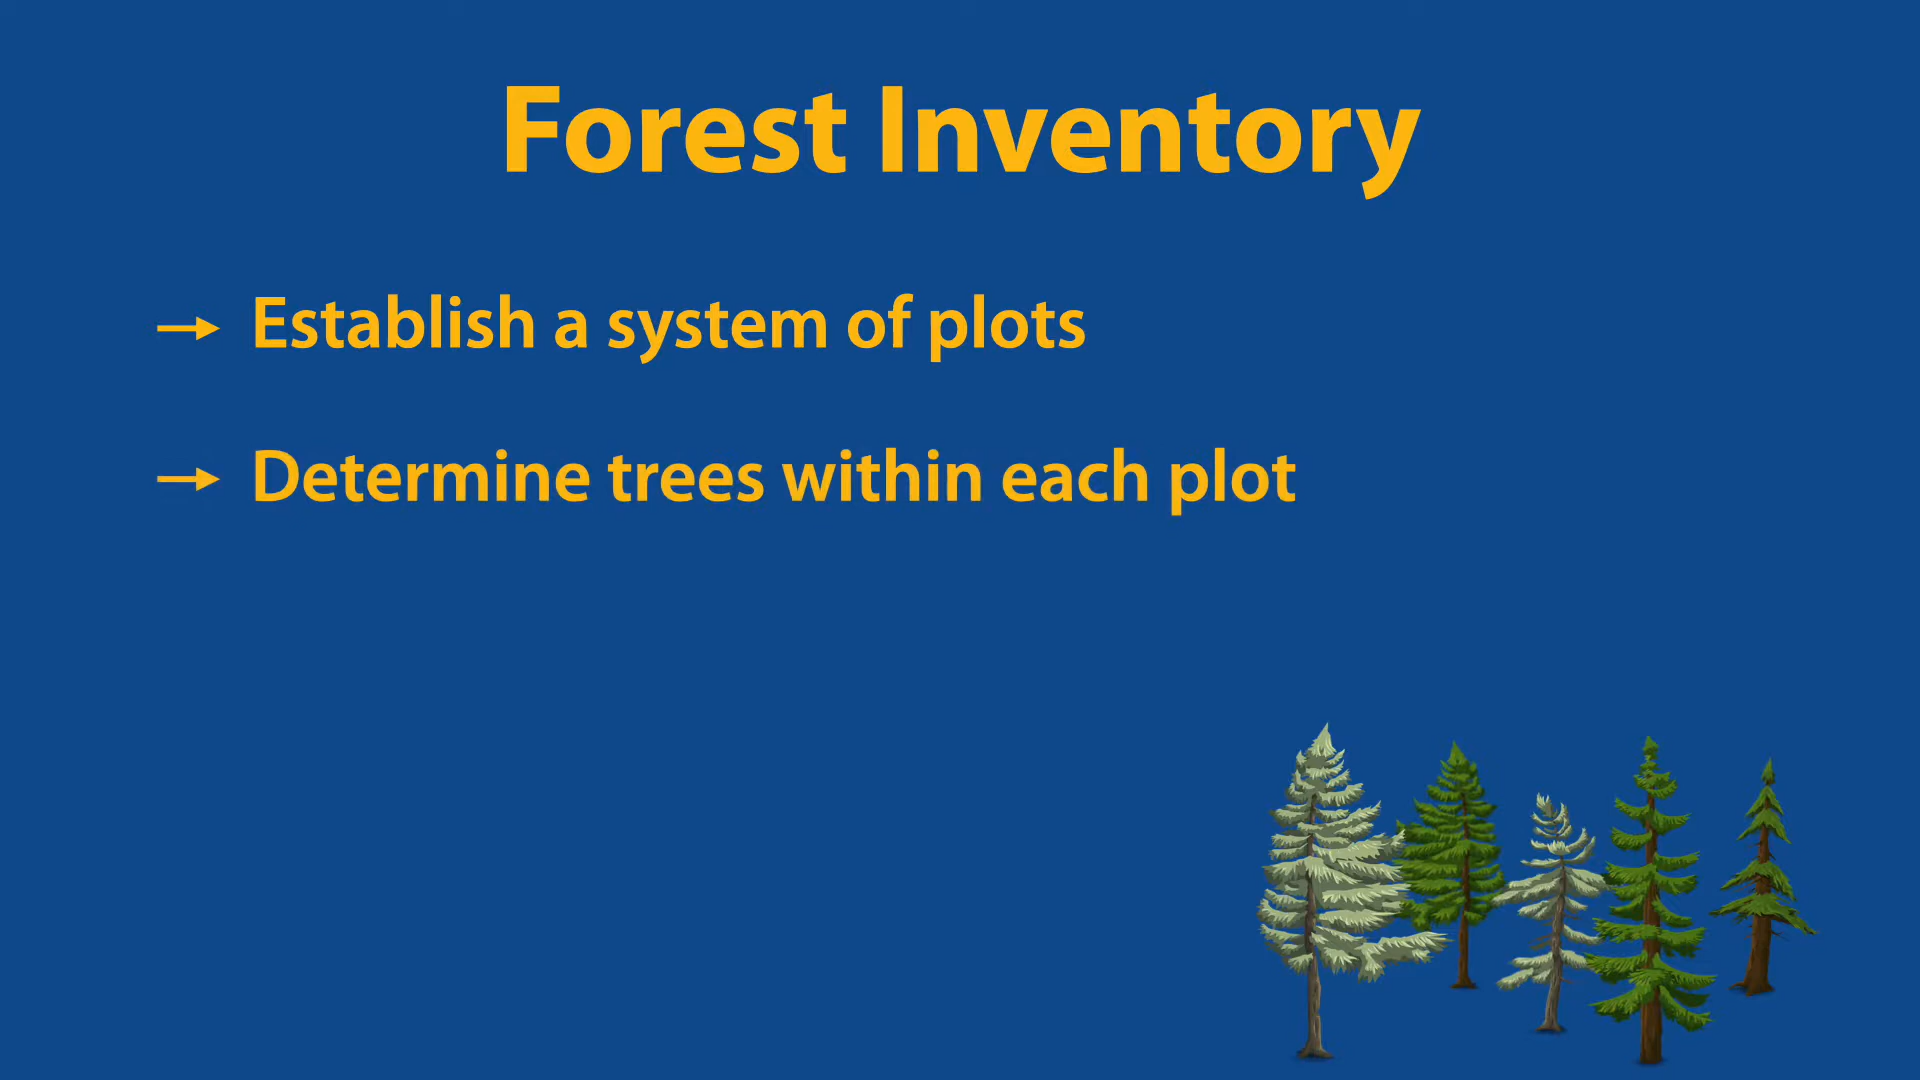 Forest Inventory
→ Establish a system of plots
→ Determine trees within each plot